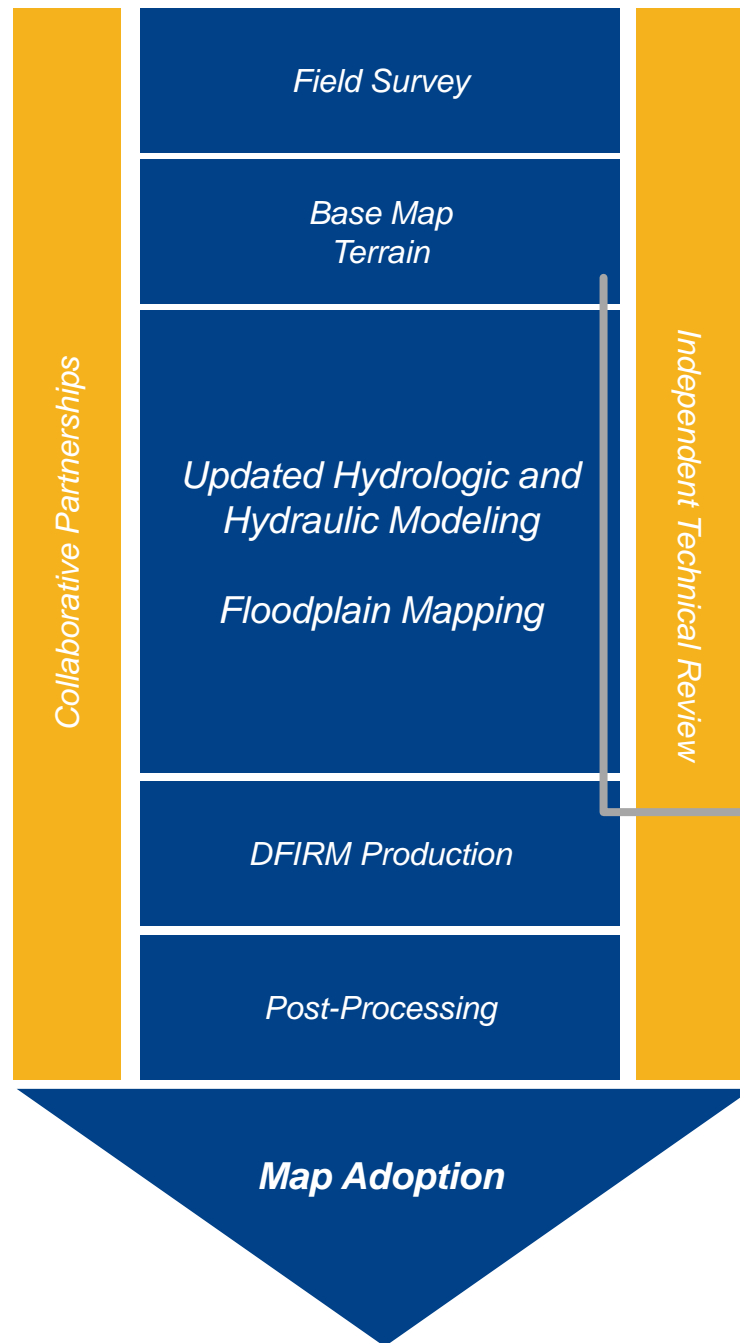 Field Survey
Base Map
Terrain
Collaborative Partnerships
Updated Hydrologic and
Hydraulic Modeling
Floodplain Mapping
Independent Technical Review
DFIRM Production
Post-Processing
Map Adoption